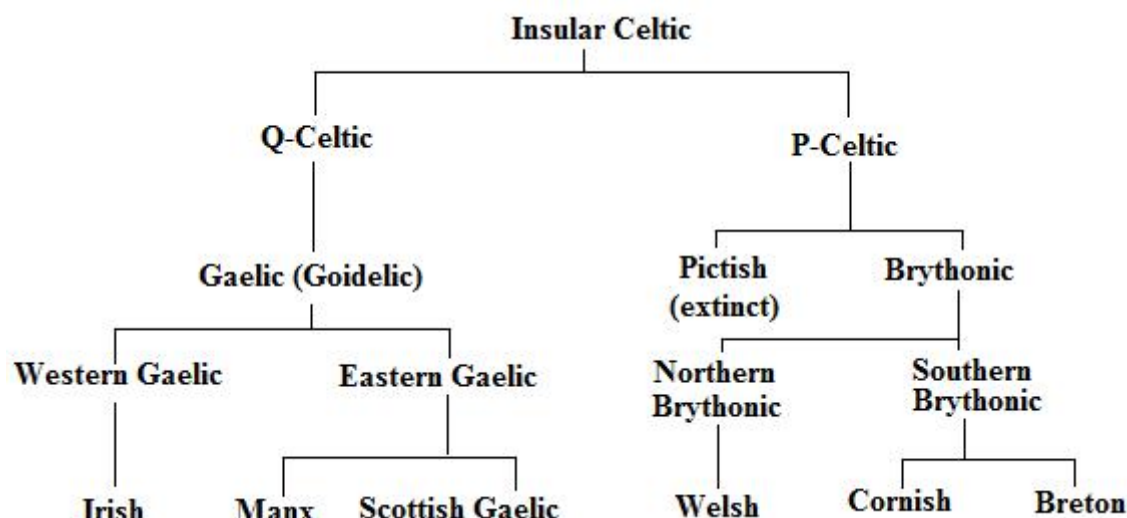 Insular Celtic
Q-Celtic
P-Celtic
Gaelic (Goidelic)
Pictish
(extinct)
Brythonic
Western Gaelic
Eastern Gaelic
Northern
Brythonic
Southern
Brythonic
Irish
Manx
Scottish Gaelic
Welsh
Cornish
Breton